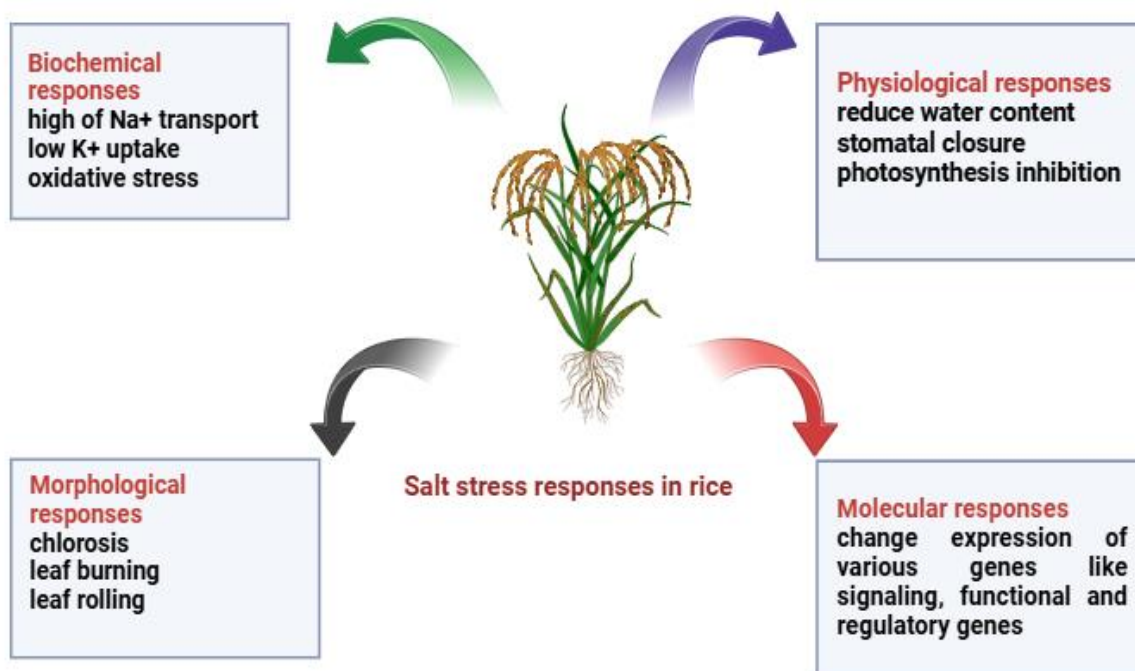 Biochemical
responses
high of Na+ transport
low K+ uptake
oxidative stress
Physiological responses
reduce water content
stomatal closure
photosynthesis inhibition
Morphological
responses
chlorosis
leaf burning
leaf rolling
Salt stress responses in rice
Molecular responses
change expression of
various genes like
signaling, functional and
regulatory genes